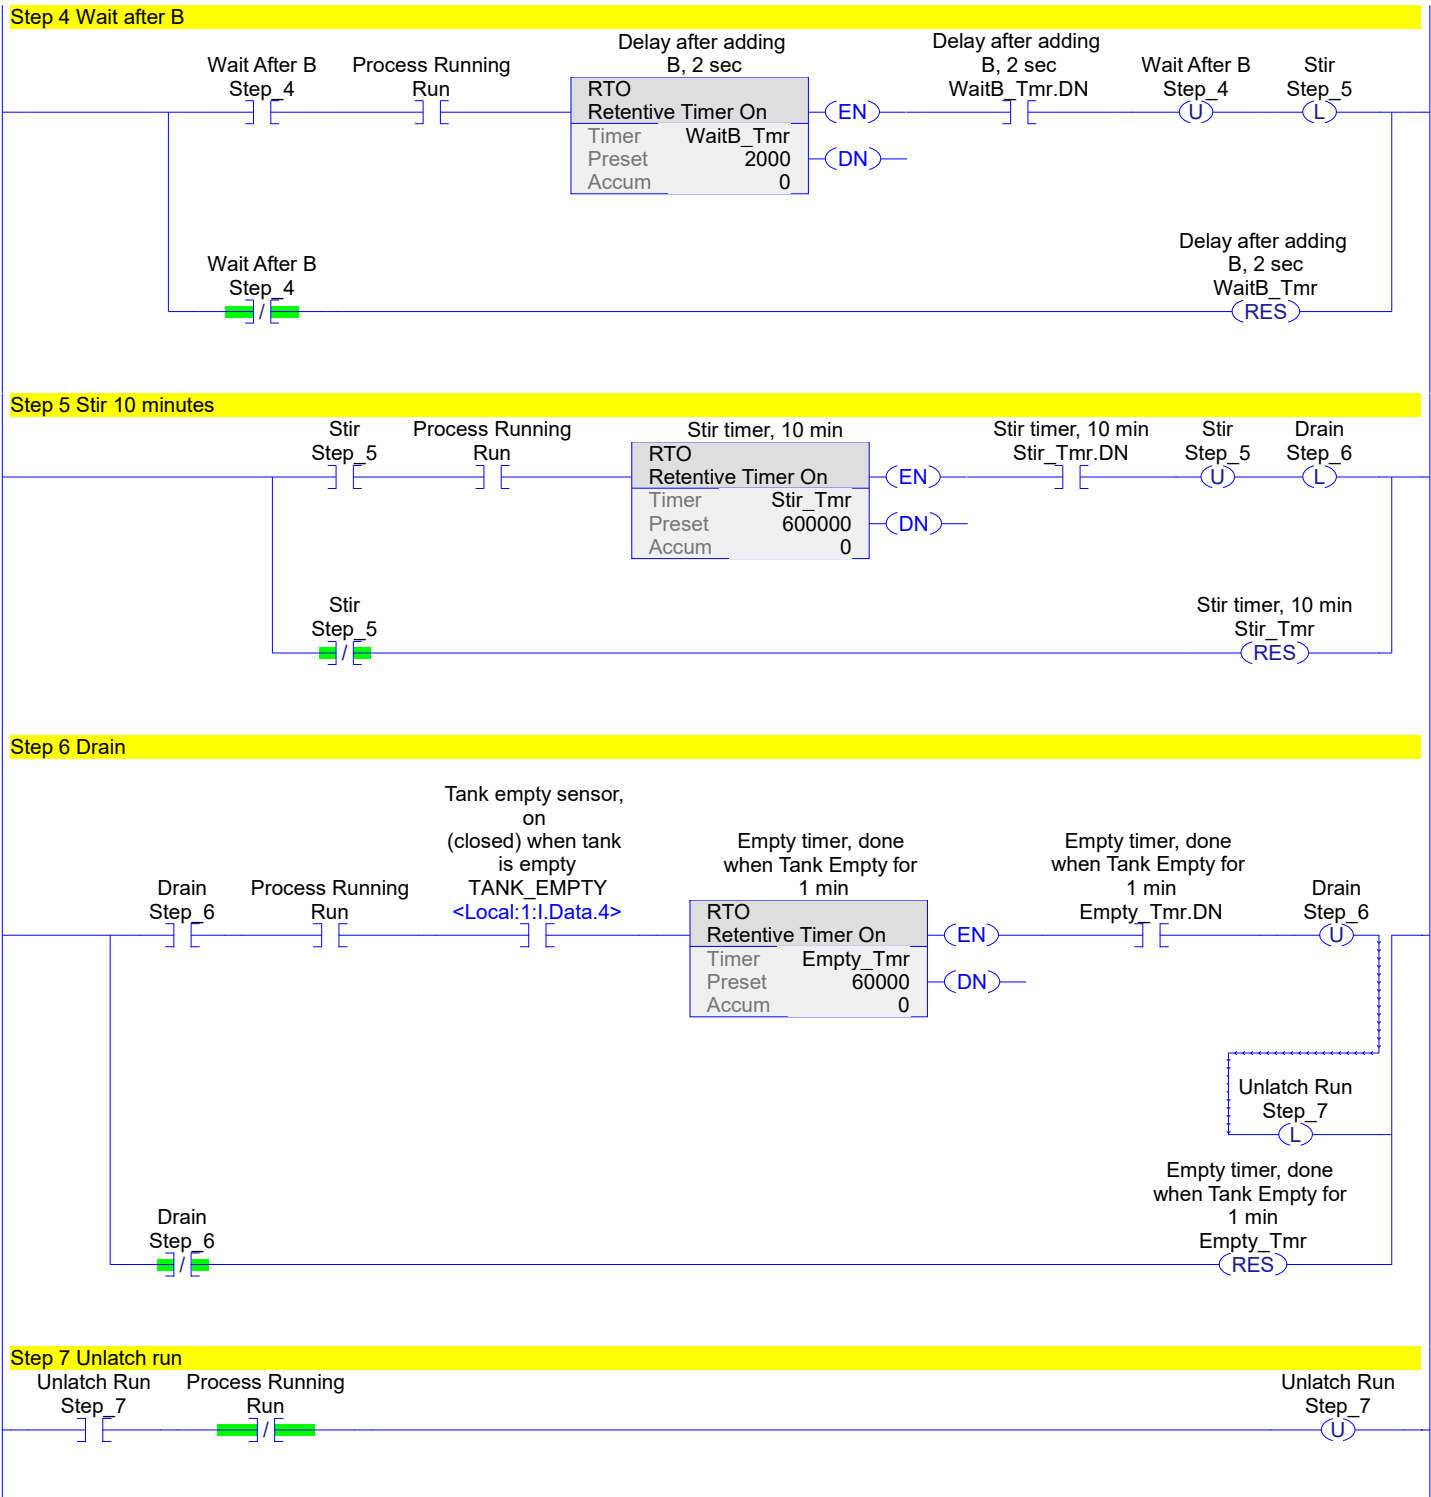 Step 4 Wait after B
Delay after adding
B, 2 sec
Delay after adding
B, 2 sec
WaitB_Tmr.DN
Wait After B
Step_4
Process Running
Run
Wait After B
Step_4
Stir
Step_5
RTO
Retentive Timer On
Timer WaitB_Tmr
Preset 2000
Accum 0
EN
DN
U
L
Wait After B
Step_4
/
Delay after adding
B, 2 sec
WaitB_Tmr
RES
Step 5 Stir 10 minutes
Stir
Step_5
Process Running
Run
Stir timer, 10 min
RTO
Retentive Timer On
Timer Stir_Tmr
Preset 600000
Accum 0
EN
DN
Stir timer, 10 min
Stir_Tmr.DN
Stir
Step_5
U
Drain
Step_6
L
Stir
Step_5
/
Stir timer, 10 min
Stir_Tmr
RES
Step 6 Drain
Drain
Step_6
Process Running
Run
Tank empty sensor,
on
(closed) when tank
is empty
TANK_EMPTY
<Local:1:I.Data.4>
Empty timer, done
when Tank Empty for
1 min
RTO
Retentive Timer On
Timer Empty_Tmr
Preset 60000
Accum 0
EN
DN
Empty timer, done
when Tank Empty for
1 min
Empty_Tmr.DN
Drain
Step_6
U
Unlatch Run
Step_7
L
Drain
Step_6
/
Empty timer, done
when Tank Empty for
1 min
Empty_Tmr
RES
Step 7 Unlatch run
Unlatch Run
Step_7
Process Running
Run
/
Unlatch Run
Step_7
U